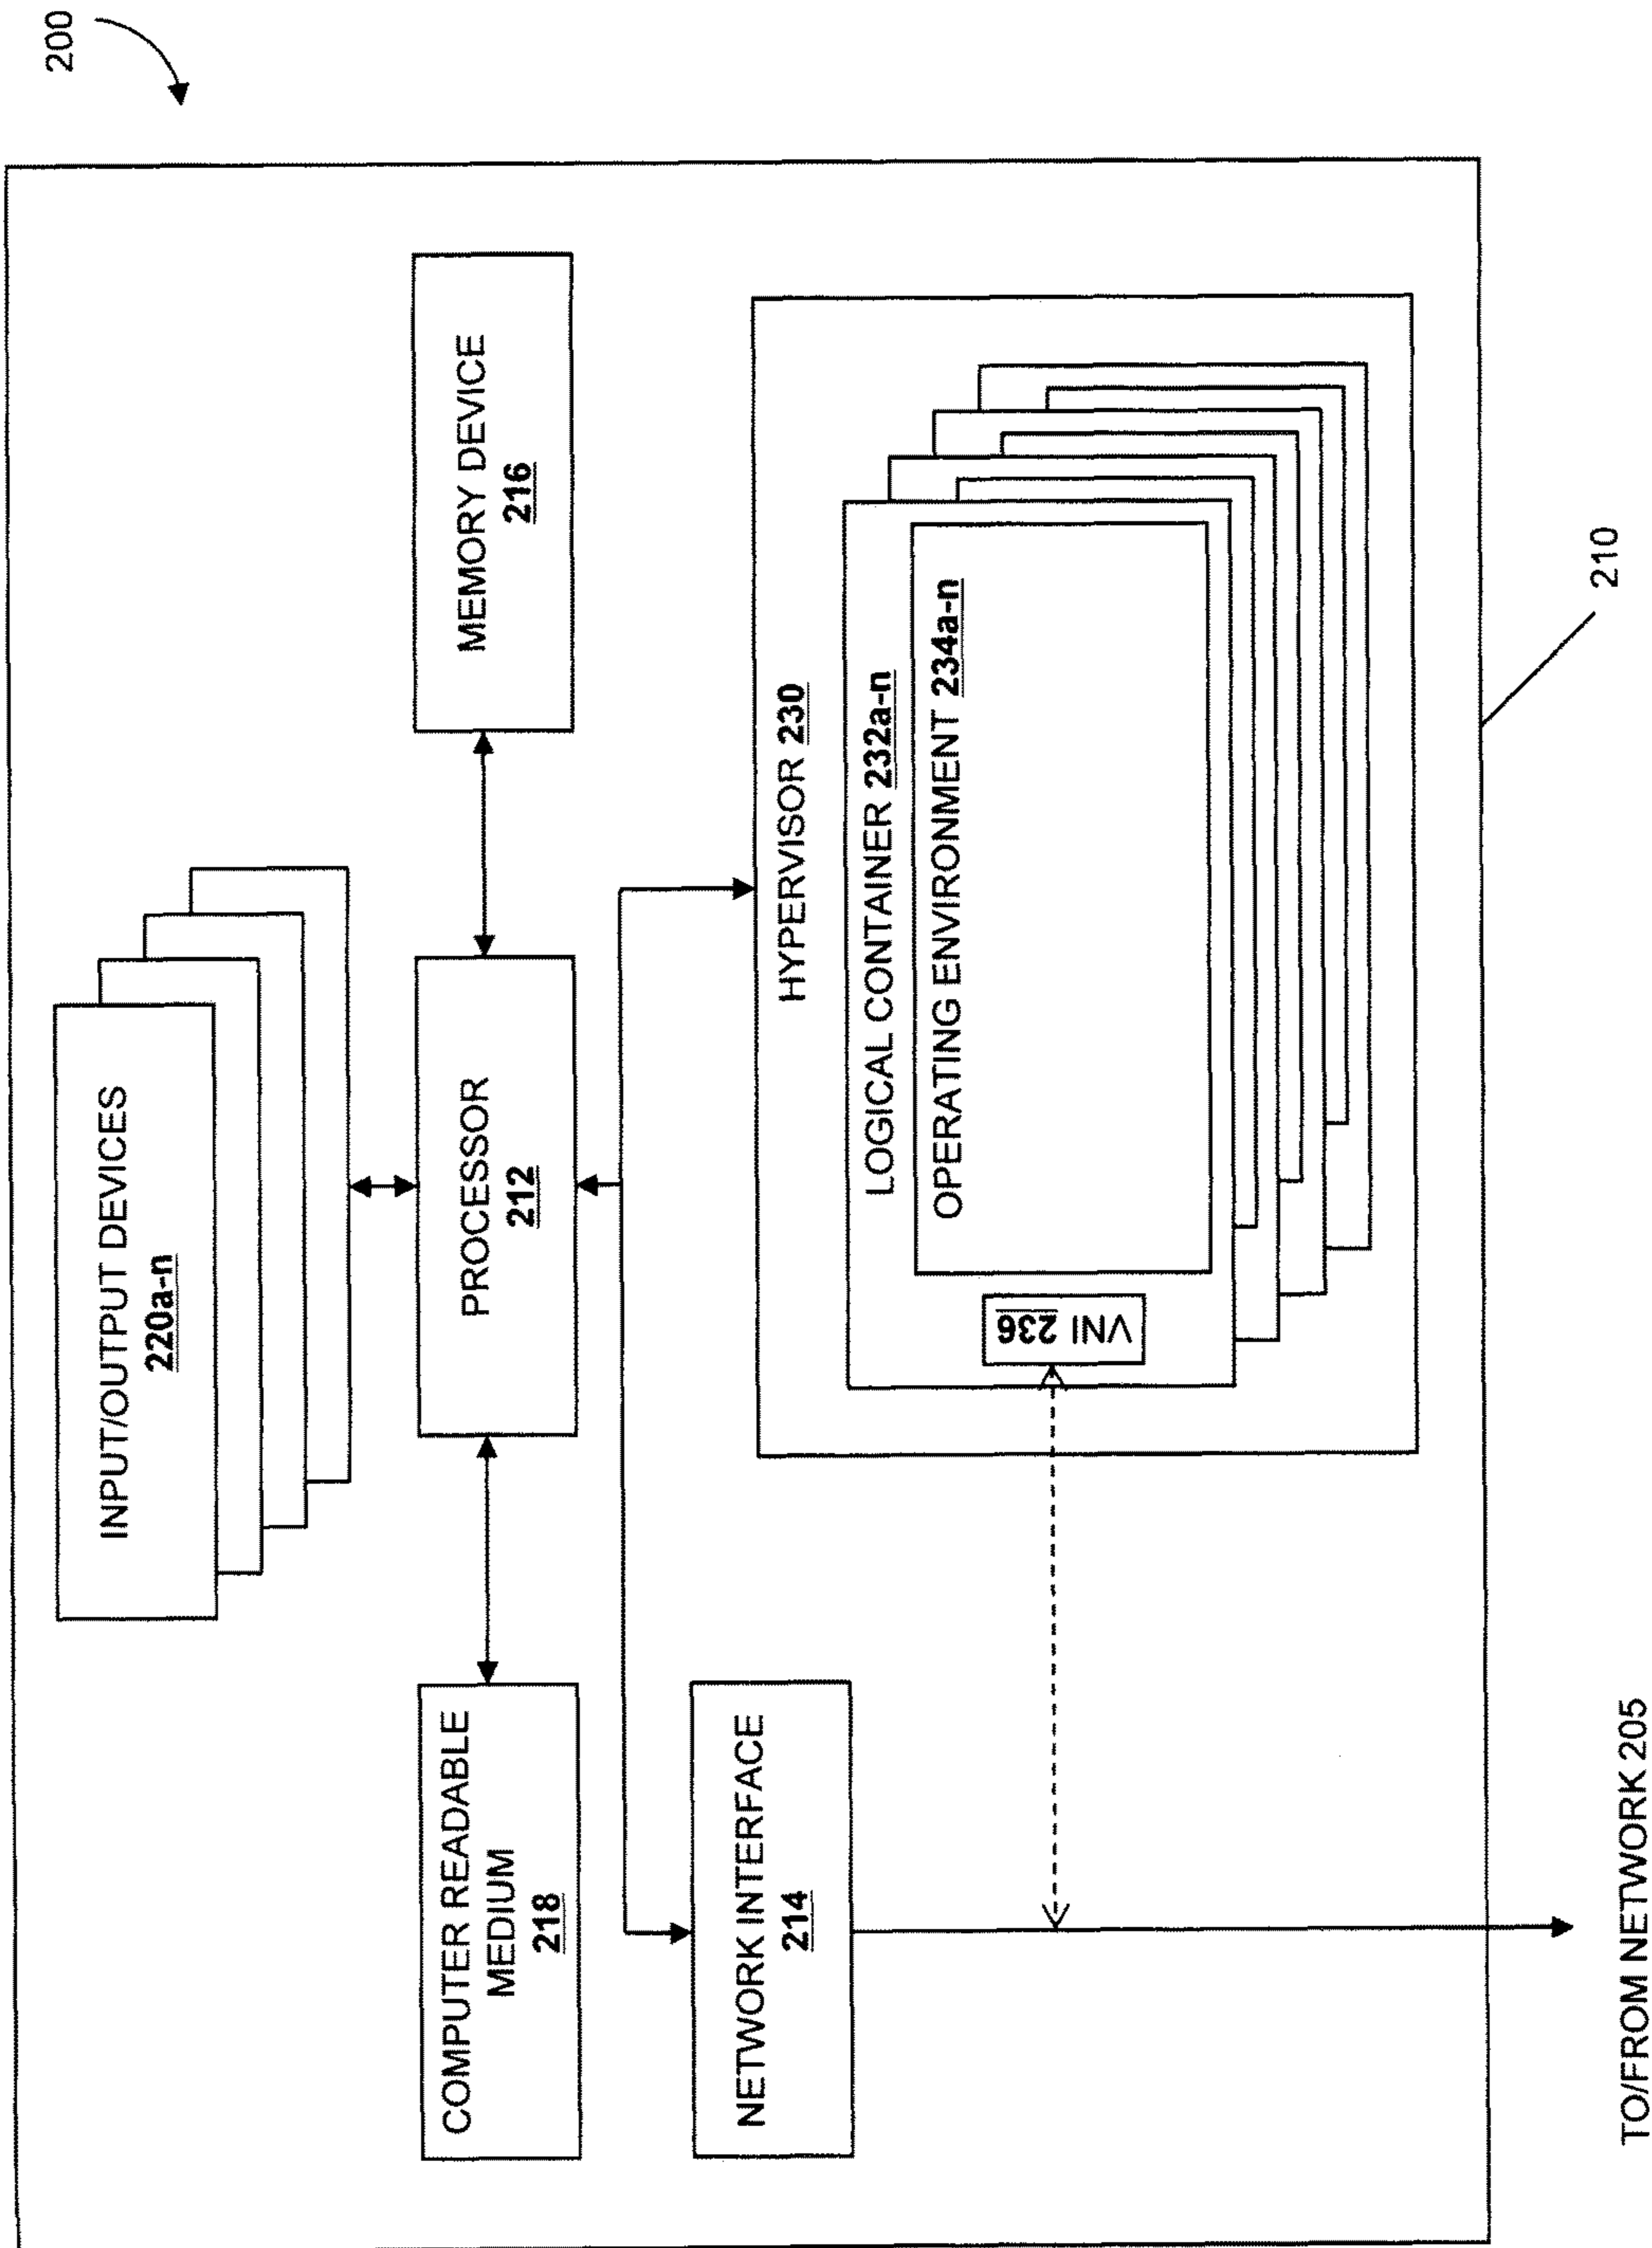 200
INPUT/OUTPUT DEVICES
220a-n
COMPUTER READABLE
MEDIUM
218
PROCESSOR
212
MEMORY DEVICE
216
NETWORK INTERFACE
214
HYPERVISOR 230
LOGICAL CONTAINER 232a-n
OPERATING ENVIRONMENT 234a-n
VNI 236
210
TO/FROM NETWORK 205